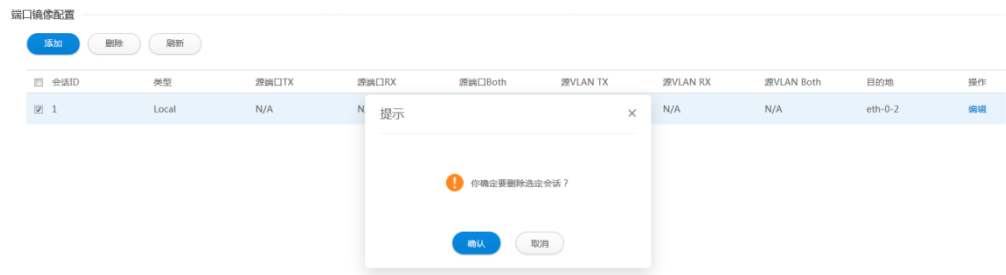 端口镜像配置
添加 删除 刷新
会话ID 类型 源端口TX 源端口RX 源端口Both 源VLAN TX 源VLAN RX 源VLAN Both 目的地 操作
1 Local N/A N/A N/A eth-0-2 编辑
提示 ×
你确定要删除选定会话？
确认 取消